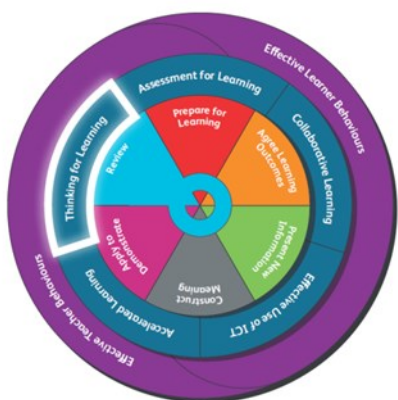 Effective Learner Behaviours
Assessment for Learning
Collaborative Learning
Effective Use of ICT
Accelerated Learning
Thinking for Learning
Effective Teacher Behaviours
Prepare for
Learning
Agree Learning
Outcomes
Present New
Information
Construct
Meaning
Apply to
Demonstrate
Review